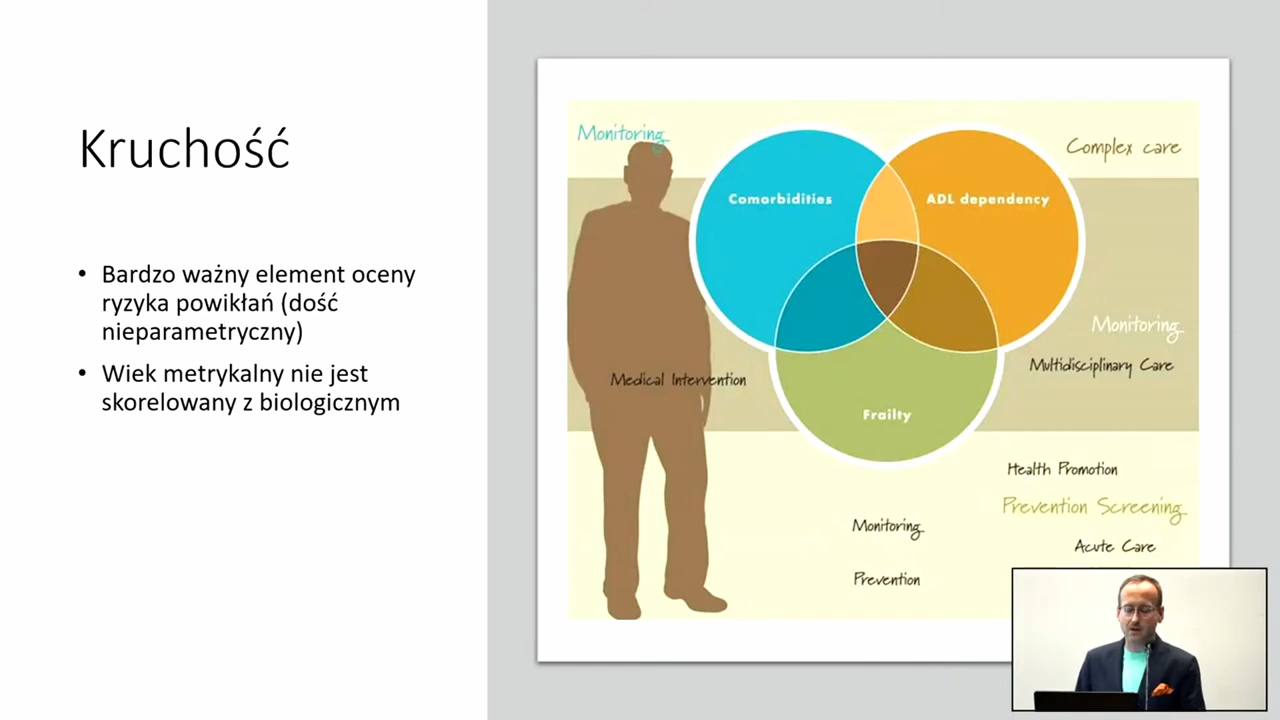 Kruchość
• Bardzo ważny element oceny
ryzyka powikłań (dość
nieparametryczny)
• Wiek metrykalny nie jest
skorelowany z biologicznym
Monitoring
Complex care
Comorbidities
ADL dependency
Monitoring
Multidisciplinary Care
Medical Intervention
Frailty
Health Promotion
Prevention Screening
Monitoring
Acute Care
Prevention